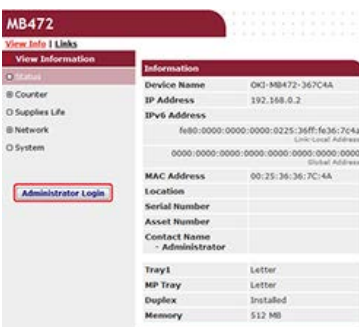 MB472
View Info | Links
View Information
Status
Counter
Supplies Life
Network
System
Administrator Login
Information
Device Name OKI-MB472-367C4A
IP Address 192.168.0.2
IPv6 Address
fe80:0000:0000:0000:0225:36ff:fe36:7c4a
Link-Local Address
0000:0000:0000:0000:0000:0000:0000:0000
Global Address
MAC Address 00:25:36:36:7C:4A
Location
Serial Number
Asset Number
Contact Name
- Administrator
Tray1 Letter
MP Tray Letter
Duplex Installed
Memory 512 MB